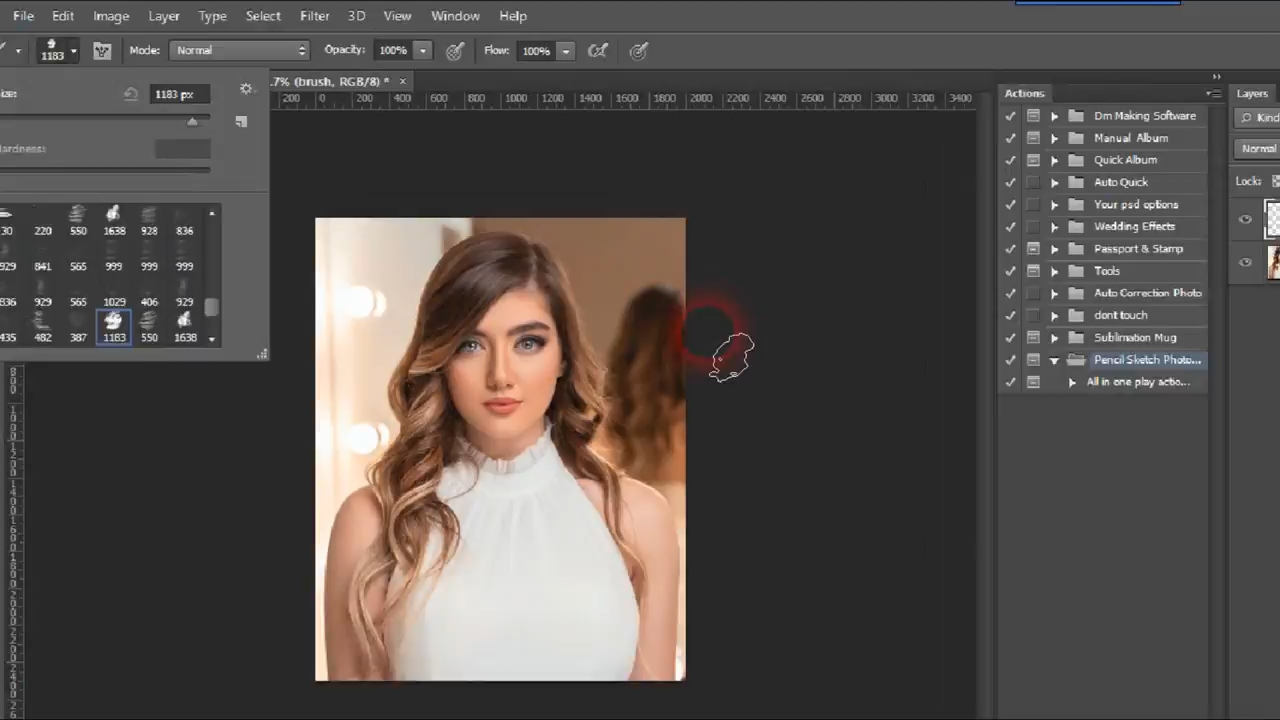 File Edit Image Layer Type Select Filter 3D View Window Help
1183 Mode: Normal Opacity: 100% Flow: 100%
.7% (brush, RGB/8) * ×
ize: 1183 px
ardness:
200 0 200 400 600 800 1000 1200 1400 1600 1800 2000 2200 2400 2600 2800 3000 3200 3400
30 220 550 1638 928 836
929 841 565 999 999 999
836 929 565 1029 406 929
435 482 387 1183 550 1638
Actions
Dm Making Software
Manual Album
Quick Album
Auto Quick
Your psd options
Wedding Effects
Passport & Stamp
Tools
Auto Correction Photo
dont touch
Sublimation Mug
Pencil Sketch Photo...
All in one play actio...
Layers
Kind
Normal
Lock: